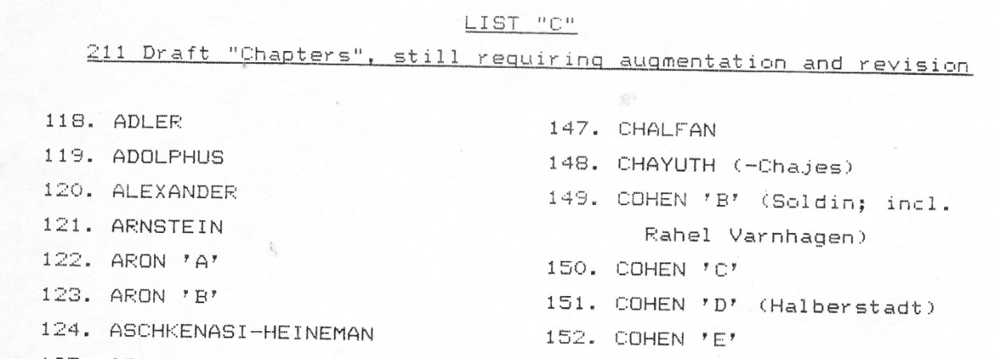 LIST "C"
211 Draft "Chapters", still requiring augmentation and revision
118. ADLER
119. ADOLPHUS
120. ALEXANDER
121. ARNSTEIN
122. ARON 'A'
123. ARON 'B'
124. ASCHKENASI-HEINEMAN
147. CHALFAN
148. CHAYUTH (-Chajes)
149. COHEN 'B' (Soldin; incl.
Rahel Varnhagen)
150. COHEN 'C'
151. COHEN 'D' (Halberstadt)
152. COHEN 'E'